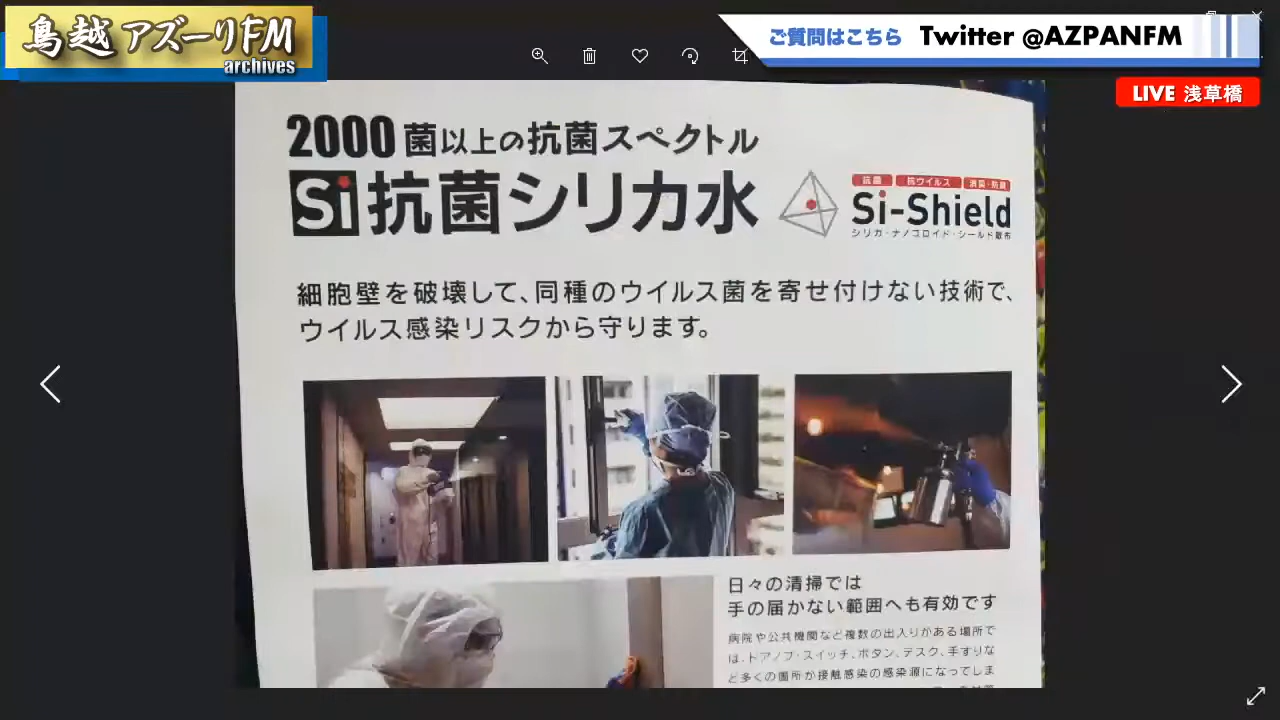 鳥越アズーリFM
archives
ご質問はこちら Twitter @AZPANFM
LIVE 浅草橋
2000菌以上の抗菌スペクトル
Si抗菌シリカ水
抗菌 抗ウイルス 消臭・防臭
Si-Shield
シリカ・ナノコロイド・シールド散布
細胞壁を破壊して、同種のウイルス菌を寄せ付けない技術で、
ウイルス感染リスクから守ります。
日々の清掃では
手の届かない範囲へも有効です
病院や公共機関など複数の出入りがある場所で
は、ドアノブ・スイッチ、ボタン、デスク、手すりな
ど多くの箇所が接触感染の感染源になってしま